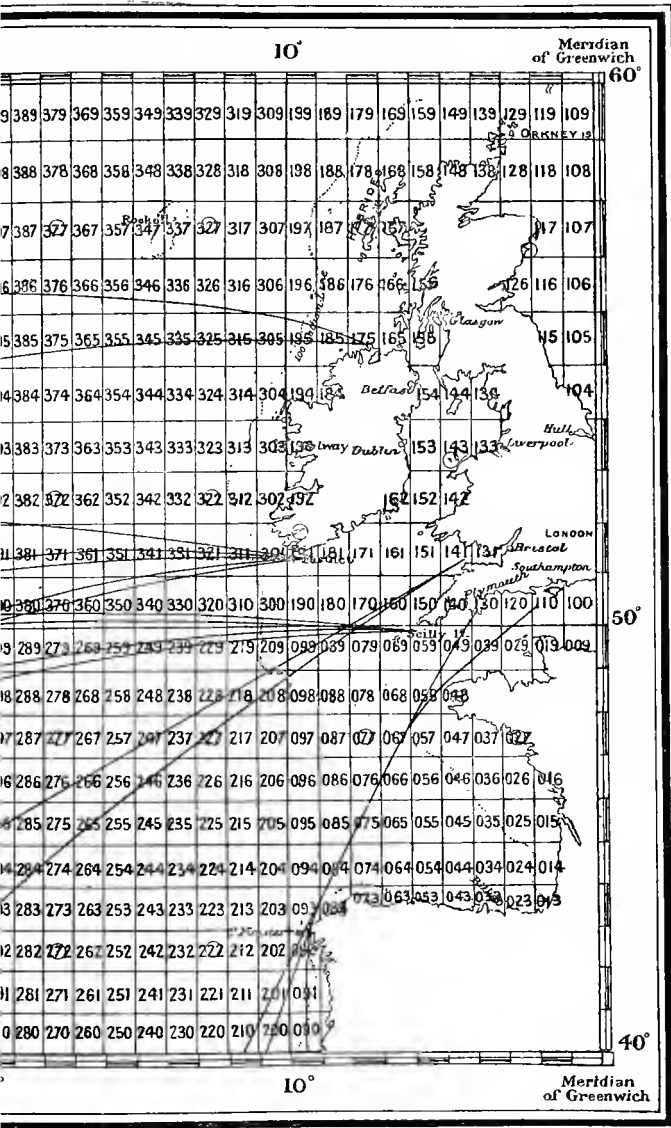 10°
Meridian
of Greenwich
60°
389 379 369 359 349 339 329 319 309 199 189 179 169 159 149 139 129 119 109
ORKNEY IS
388 378 368 358 348 338 328 318 308 198 188 178 168 158 148 138 128 118 108
HEBRIDES
Rockall
387 377 367 357 347 337 327 317 307 197 187 177 157 117 107
386 376 366 356 346 336 326 316 306 196 186 176 166 156 126 116 106
100 Fathom Line
Glasgow
385 375 365 355 345 335 325 315 305 195 185 175 165 155 115 105
384 374 364 354 344 334 324 314 304 194 184 Belfast 154 144 134 104
Hull
383 373 363 353 343 333 323 313 303 193 Galway Dublin 153 143 133 Liverpool
382 372 362 352 342 332 322 312 302 192 162 152 142
LONDON
381 371 361 351 341 331 321 311 301 191 181 171 161 151 141 131 Bristol
Southampton
Plymouth
380 370 360 350 340 330 320 310 300 190 180 170 160 150 140 130 120 110 100
50°
Scilly Is.
289 279 269 259 249 239 229 219 209 099 089 079 069 059 049 039 029 019 009
288 278 268 258 248 238 228 218 208 098 088 078 068 058 048
287 277 267 257 247 237 227 217 207 097 087 077 067 057 047 037 027
286 276 266 256 246 236 226 216 206 096 086 076 066 056 046 036 026 016
285 275 265 255 245 235 225 215 205 095 085 075 065 055 045 035 025 015
284 274 264 254 244 234 224 214 204 094 084 074 064 054 044 034 024 014
283 273 263 253 243 233 223 213 203 093 083 073 063 053 043 033 023 013
282 272 262 252 242 232 222 212 202
281 271 261 251 241 231 221 211 201 091
280 270 260 250 240 230 220 210 200 090
40°
10°
Meridian
of Greenwich